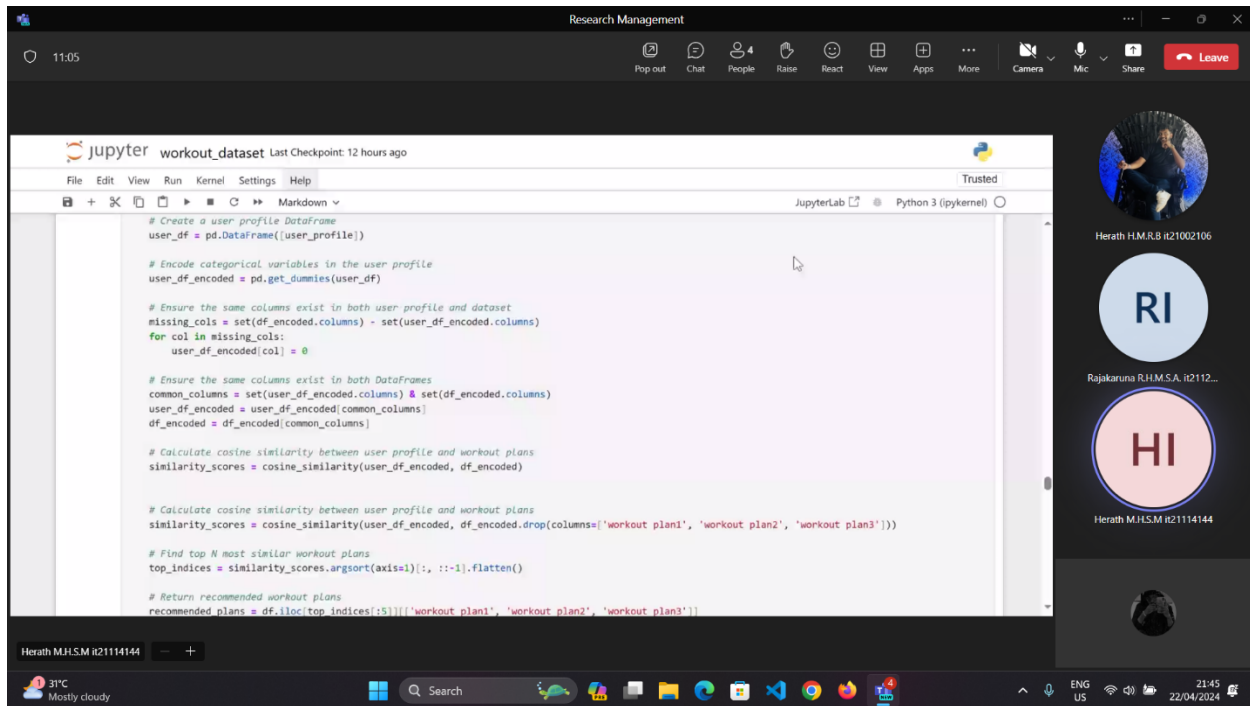 Research Management
11:05
Pop out
Chat
4
People
Raise
React
View
Apps
More
Camera
Mic
Share
Leave
jupyter workout_dataset Last Checkpoint: 12 hours ago
File Edit View Run Kernel Settings Help
Trusted
Markdown
JupyterLab
Python 3 (ipykernel)
# Create a user profile DataFrame
user_df = pd.DataFrame([user_profile])
# Encode categorical variables in the user profile
user_df_encoded = pd.get_dummies(user_df)
# Ensure the same columns exist in both user profile and dataset
missing_cols = set(df_encoded.columns) - set(user_df_encoded.columns)
for col in missing_cols:
user_df_encoded[col] = 0
# Ensure the same columns exist in both DataFrames
common_columns = set(user_df_encoded.columns) & set(df_encoded.columns)
user_df_encoded = user_df_encoded[common_columns]
df_encoded = df_encoded[common_columns]
# Calculate cosine similarity between user profile and workout plans
similarity_scores = cosine_similarity(user_df_encoded, df_encoded)
# Calculate cosine similarity between user profile and workout plans
similarity_scores = cosine_similarity(user_df_encoded, df_encoded.drop(columns=['workout plan1', 'workout plan2', 'workout plan3']))
# Find top N most similar workout plans
top_indices = similarity_scores.argsort(axis=1)[:, ::-1].flatten()
# Return recommended workout plans
recommended_plans = df.iloc[top_indices[:5]][['workout plan1', 'workout plan2', 'workout plan3']]
Herath H.M.R.B it21002106
RI
Rajakaruna R.H.M.S.A. it2112...
HI
Herath M.H.S.M it21114144
Herath M.H.S.M it21114144
1
31°C
Mostly cloudy
Search
4
ENG
US
21:45
22/04/2024